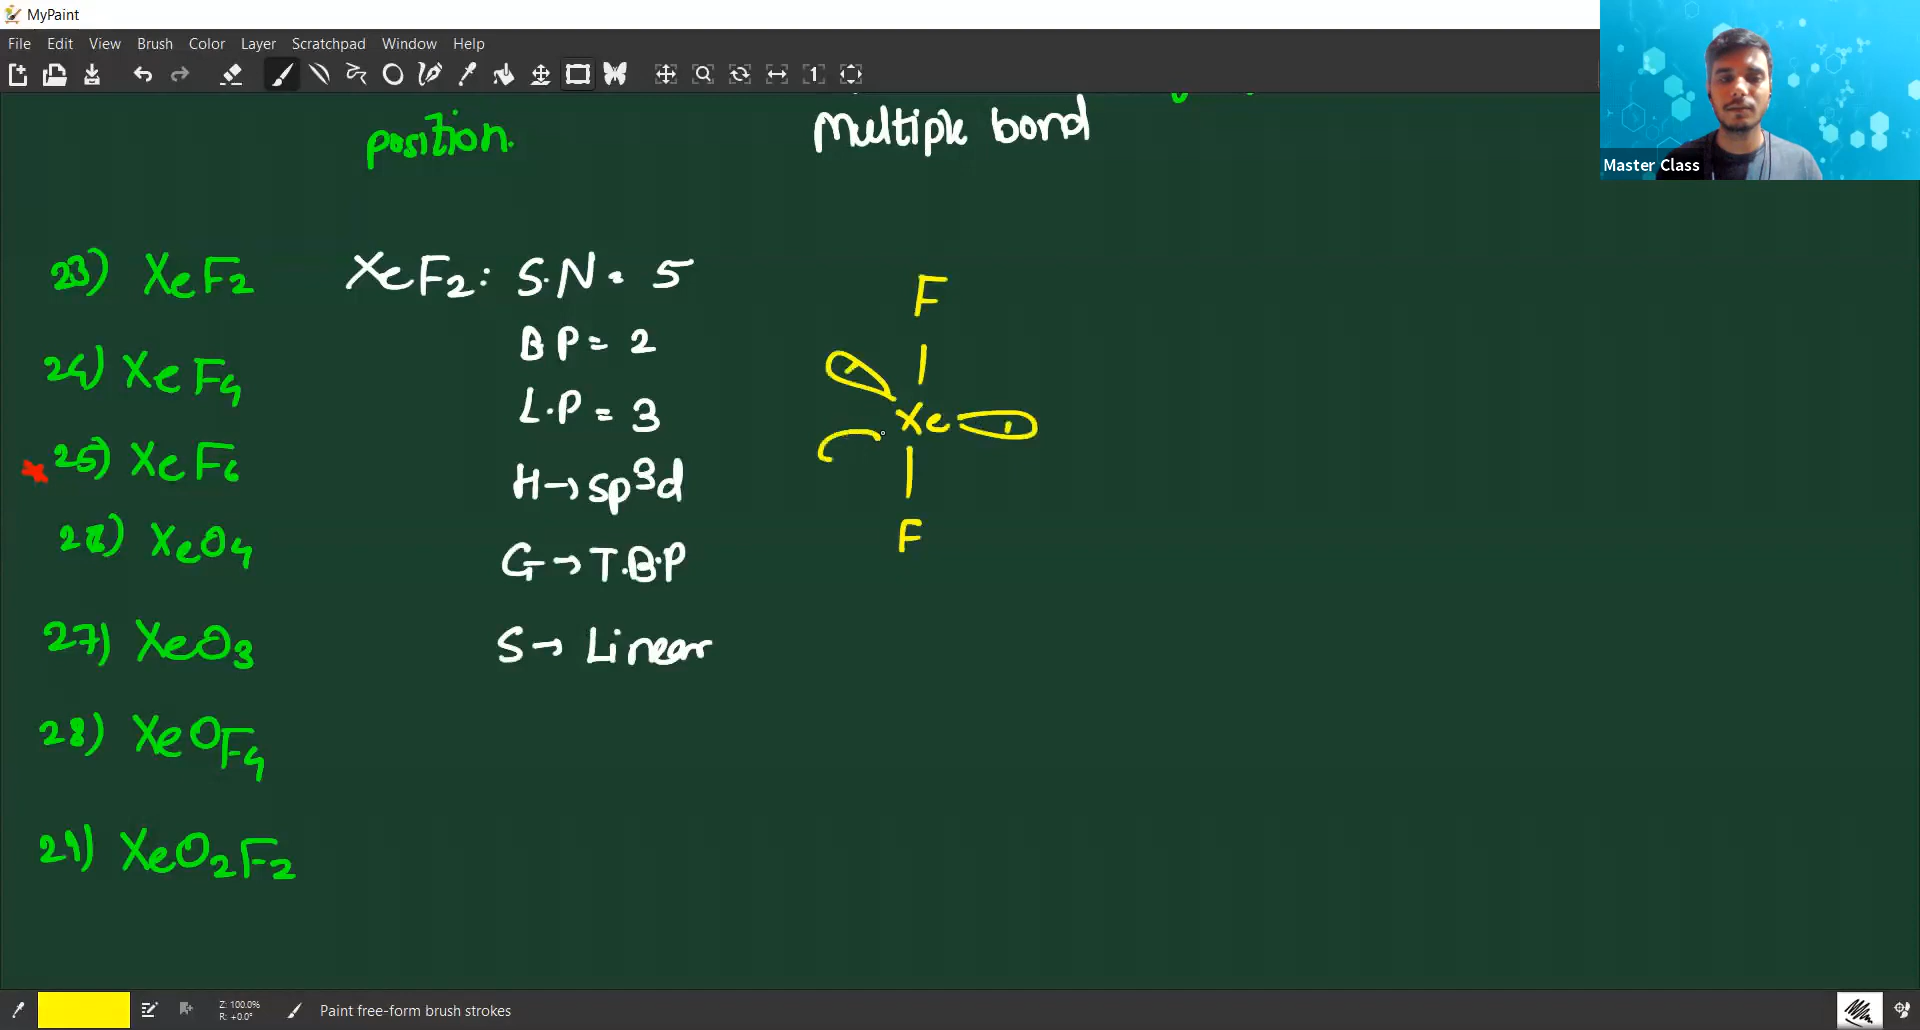 MyPaint
File Edit View Brush Color Layer Scratchpad Window Help
Master Class
position.
Multiple bond
23) XeF2
XeF2: S.N = 5
BP = 2
L.P = 3
H → sp3d
G → T.B.P
S → Linear
F
Xe
F
24) XeF4
25) XeF6
XeO4
27) XeO3
28) XeOF4
XeO2F2
Z: 100.0%
R: +0.0°
Paint free-form brush strokes